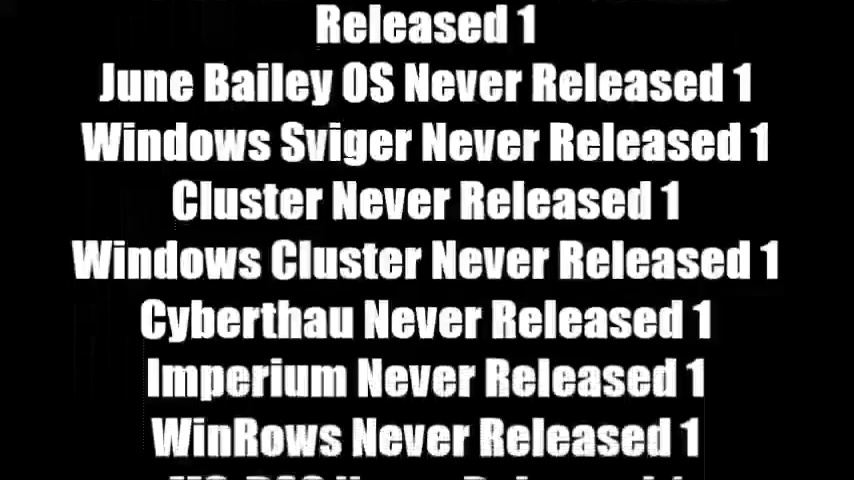 Released 1
June Bailey OS Never Released 1
Windows Sviger Never Released 1
Cluster Never Released 1
Windows Cluster Never Released 1
Cyberthau Never Released 1
Imperium Never Released 1
WinRows Never Released 1